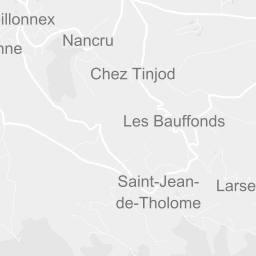 illonnex
nne
Nancru
Chez Tinjod
Les Bauffonds
Saint-Jean-
de-Tholome
Larse